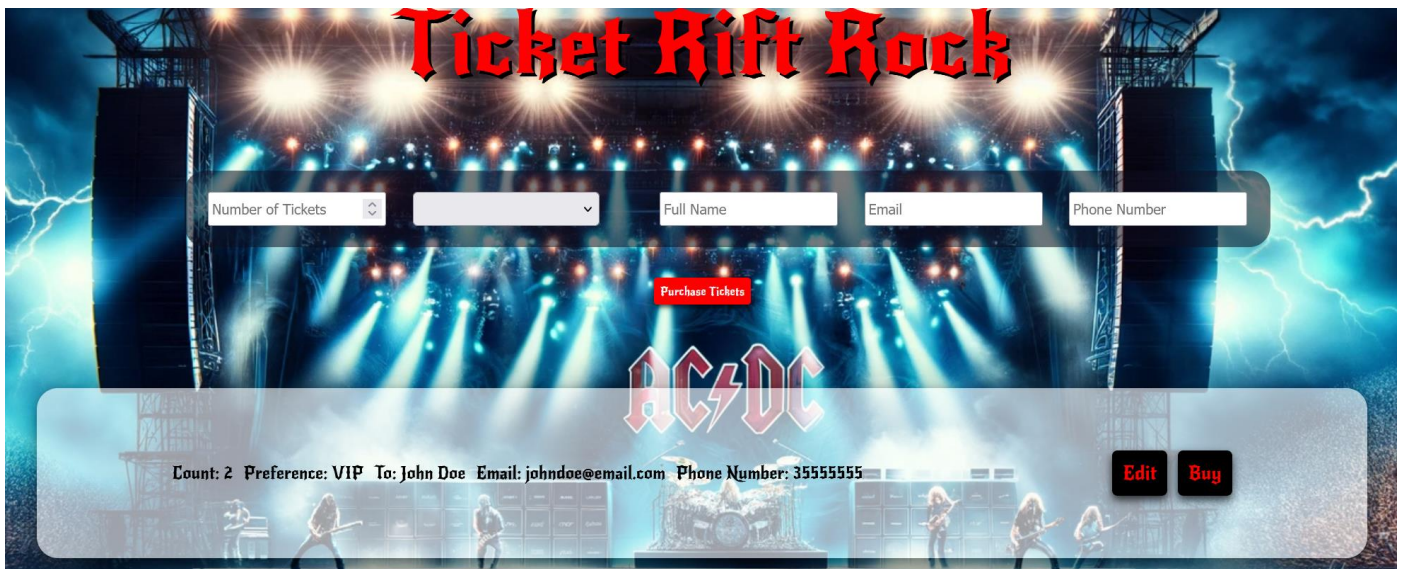 Ticket Rift Rock
Number of Tickets
Full Name
Email
Phone Number
Purchase Tickets
AC⚡DC
Count: 2 Preference: VIP To: John Doe Email: johndoe@email.com Phone Number: 35555555
Edit
Buy